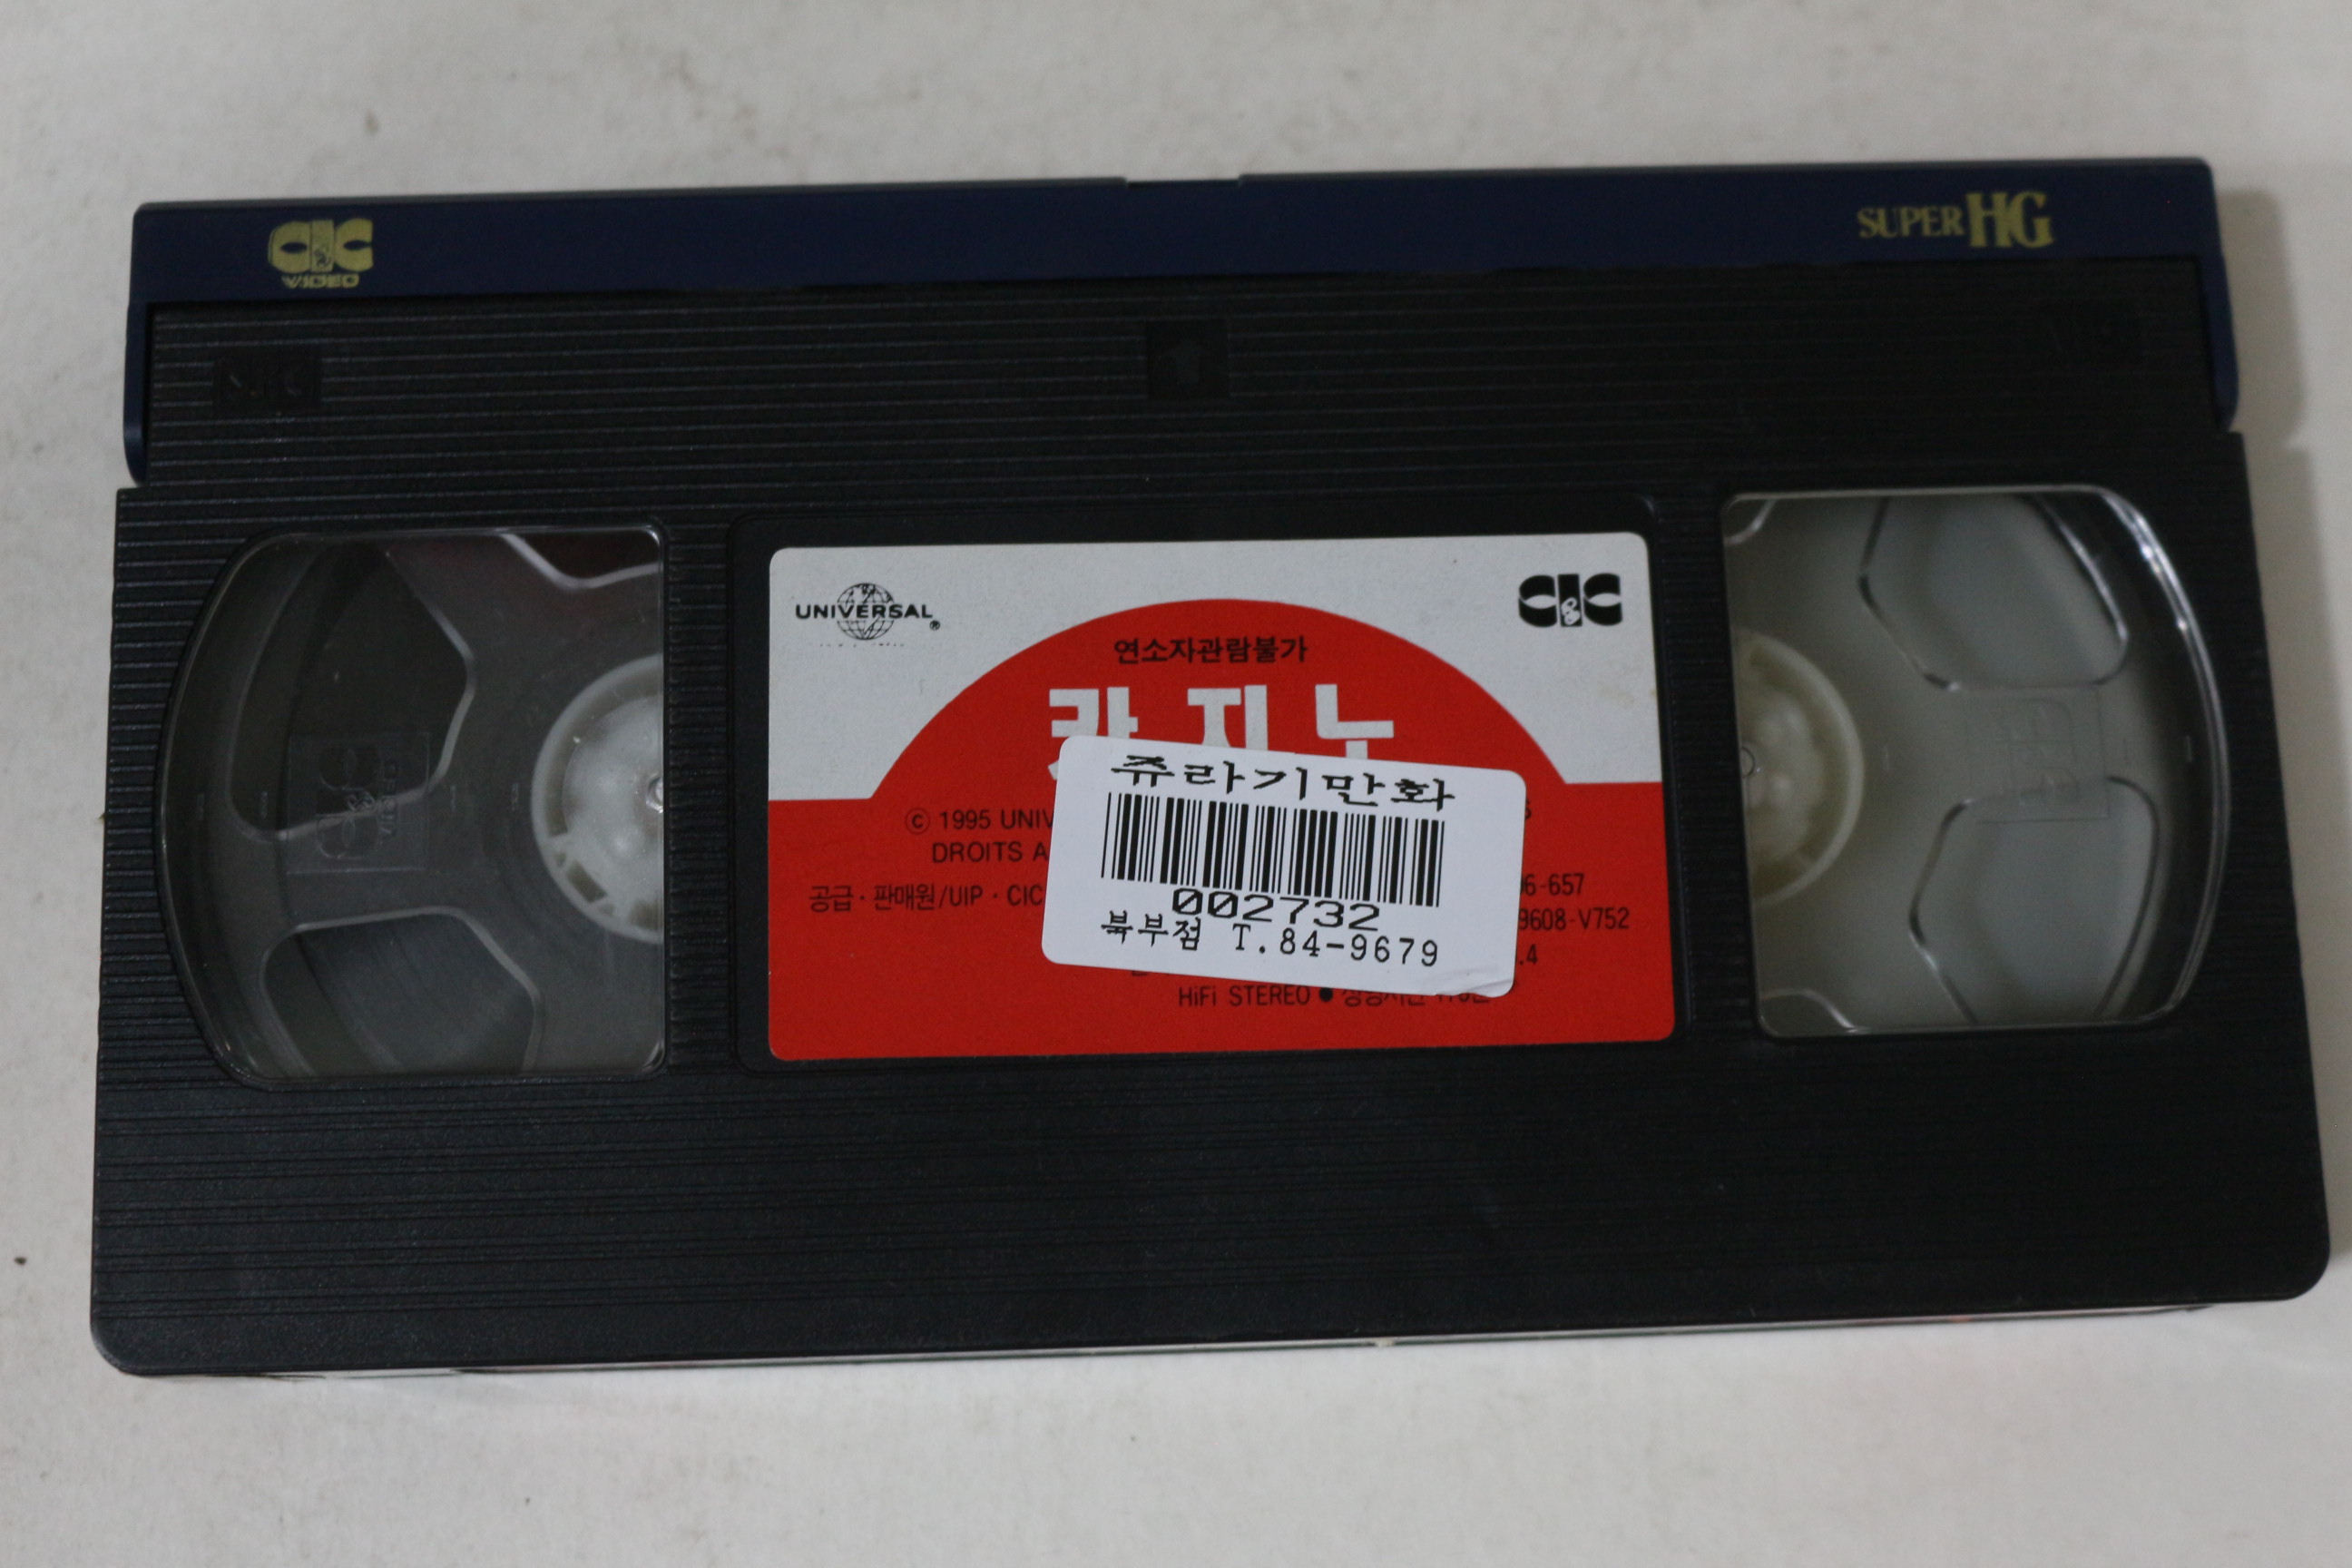 CIC
VIDEO
SUPER HG
UNIVERSAL®
CIC
연소자관람불가
카지노
쥬라기만화
002732
북부점 T.84-9679
© 1995 UNIV
DROITS A
공급·판매원/UIP·CIC
6-657
9608-V752
.4
HiFi STEREO ●